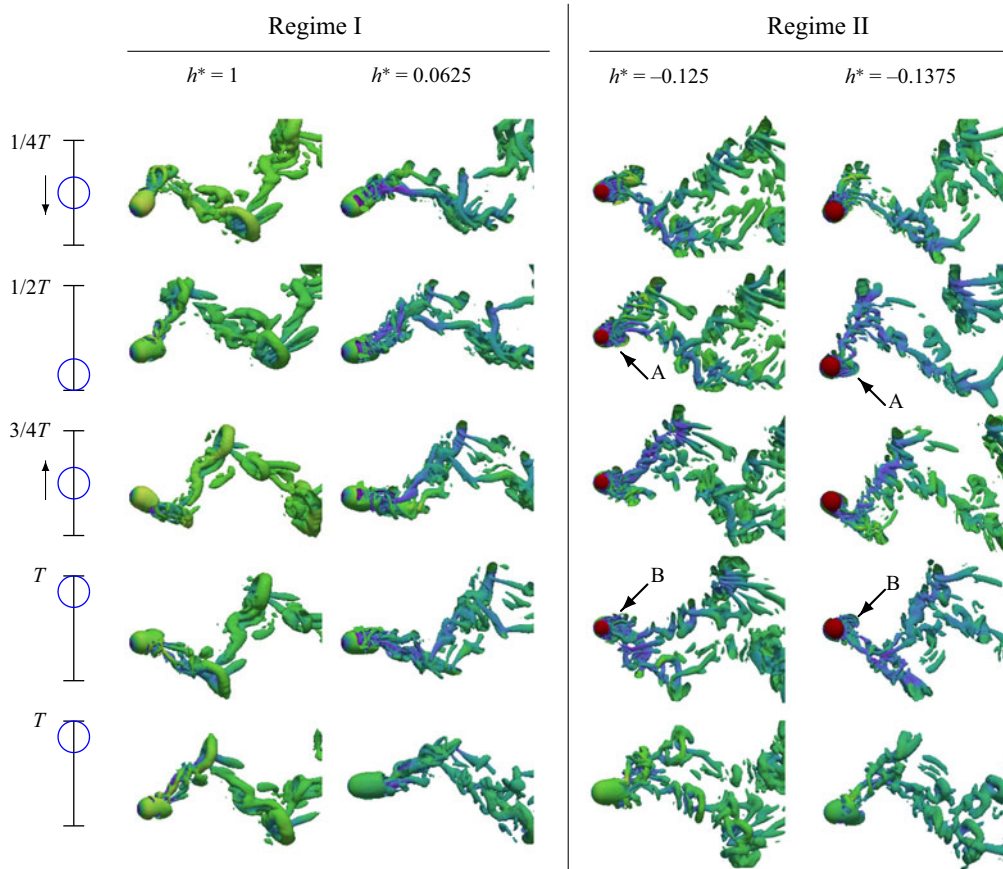 Regime I
Regime II
h* = 1
h* = 0.0625
h* = –0.125
h* = –0.1375
1/4T
1/2T
A
A
3/4T
T
B
B
T